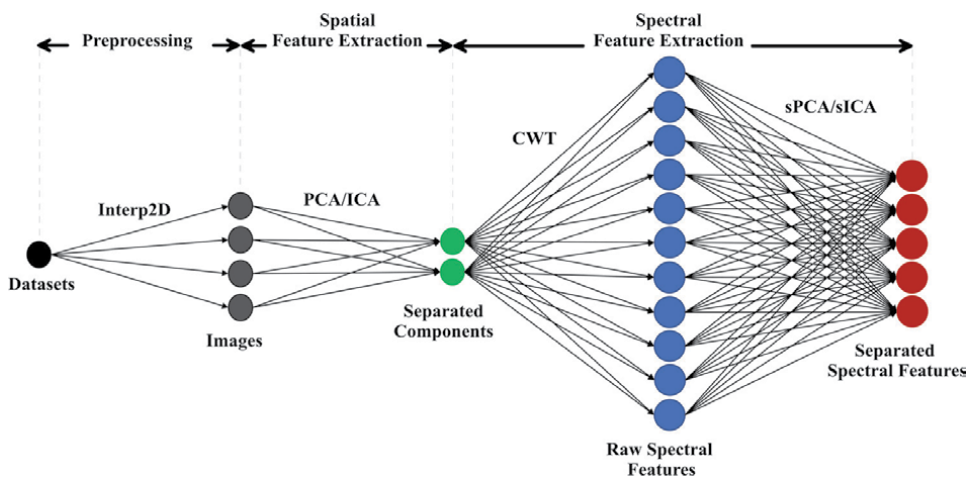 Preprocessing
Spatial
Feature Extraction
Spectral
Feature Extraction
Interp2D
PCA/ICA
CWT
sPCA/sICA
Datasets
Images
Separated
Components
Raw Spectral
Features
Separated
Spectral Features